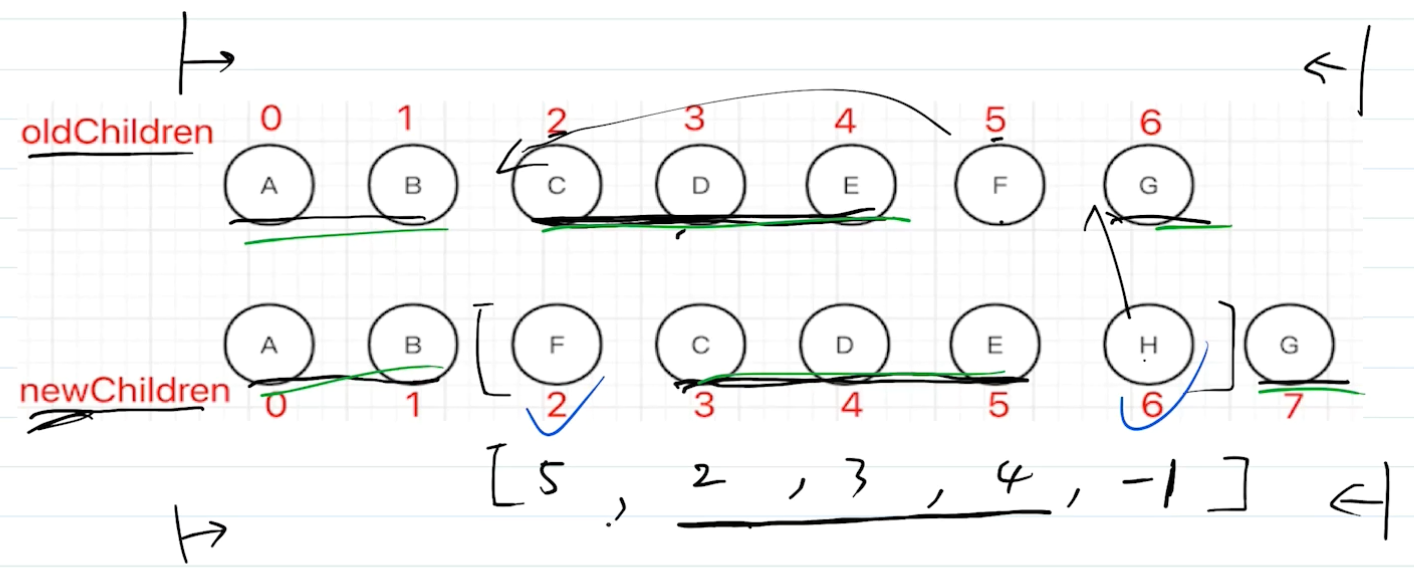 0 1 2 3 4 5 6
oldChildren
A B C D E F G
A B [ F C D E H ] G
newChildren
0 1 2 3 4 5 6 7
[ 5 , 2 , 3 , 4 , -1 ]